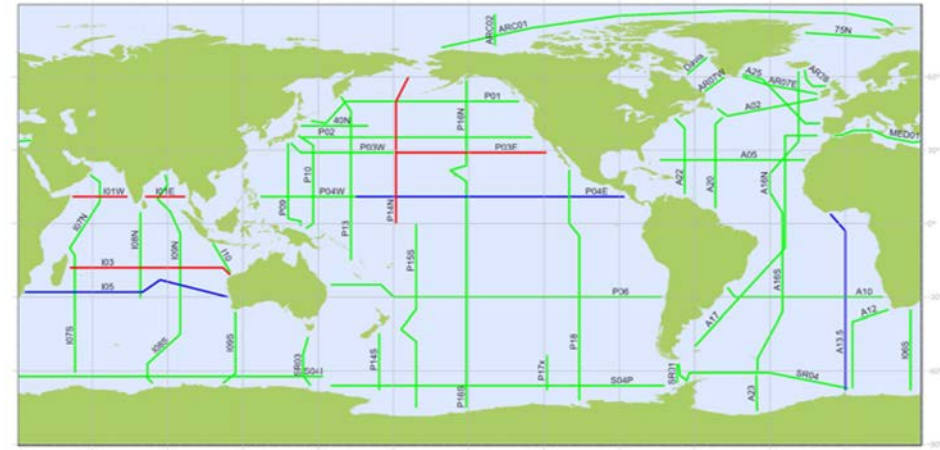 ARC02
ARC01
75N
Davis
AR07W
A25
AR07E
AR28
A02
P01
P16N
40N
P02
P03W
P03E
MED01
A05
P10
A22
A20
A16N
I01W
I01E
P04W
P04E
P09
P14N
P13
I07N
I08N
I09N
I10
P15S
I03
I05
P06
A10
A16S
A17
A12
A13.5
I07S
I08S
I09S
SR03
P14S
P17x
P18
I06S
S04I
SR01
S04P
SR04
P16S
A23
0°